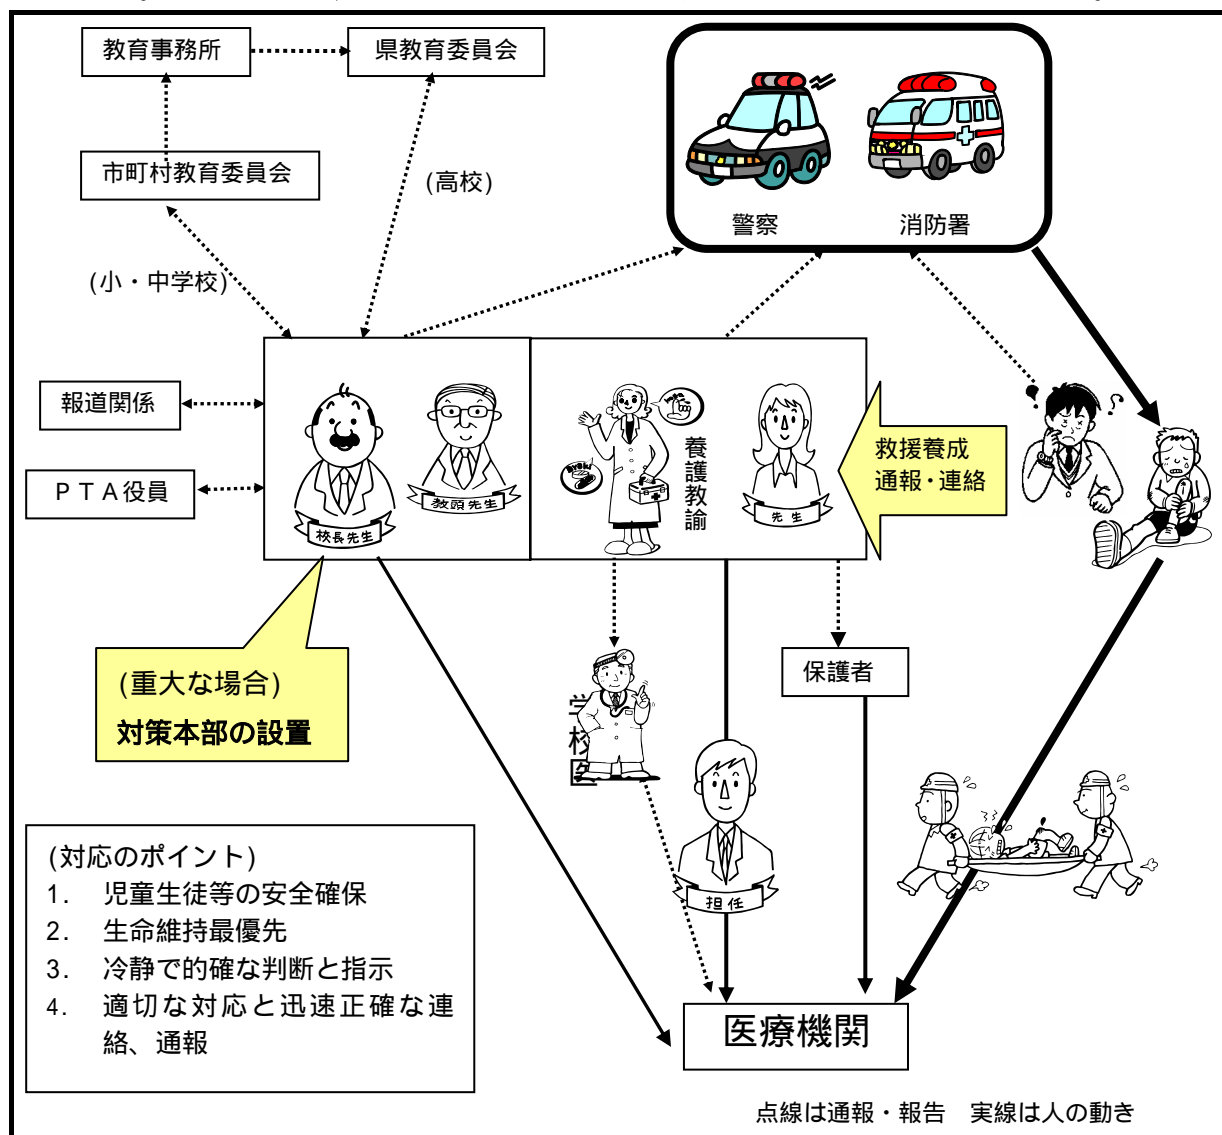 教育事務所
県教育委員会
市町村教育委員会
(高校)
警察
消防署
(小・中学校)
報道関係
PTA役員
校長先生
教頭先生
養護教諭
先生
救援養成
通報・連絡
(重大な場合)
対策本部の設置
学校医
保護者
担任
(対応のポイント)
1. 児童生徒等の安全確保
2. 生命維持最優先
3. 冷静で的確な判断と指示
4. 適切な対応と迅速正確な連
絡、通報
医療機関
点線は通報・報告 実線は人の動き